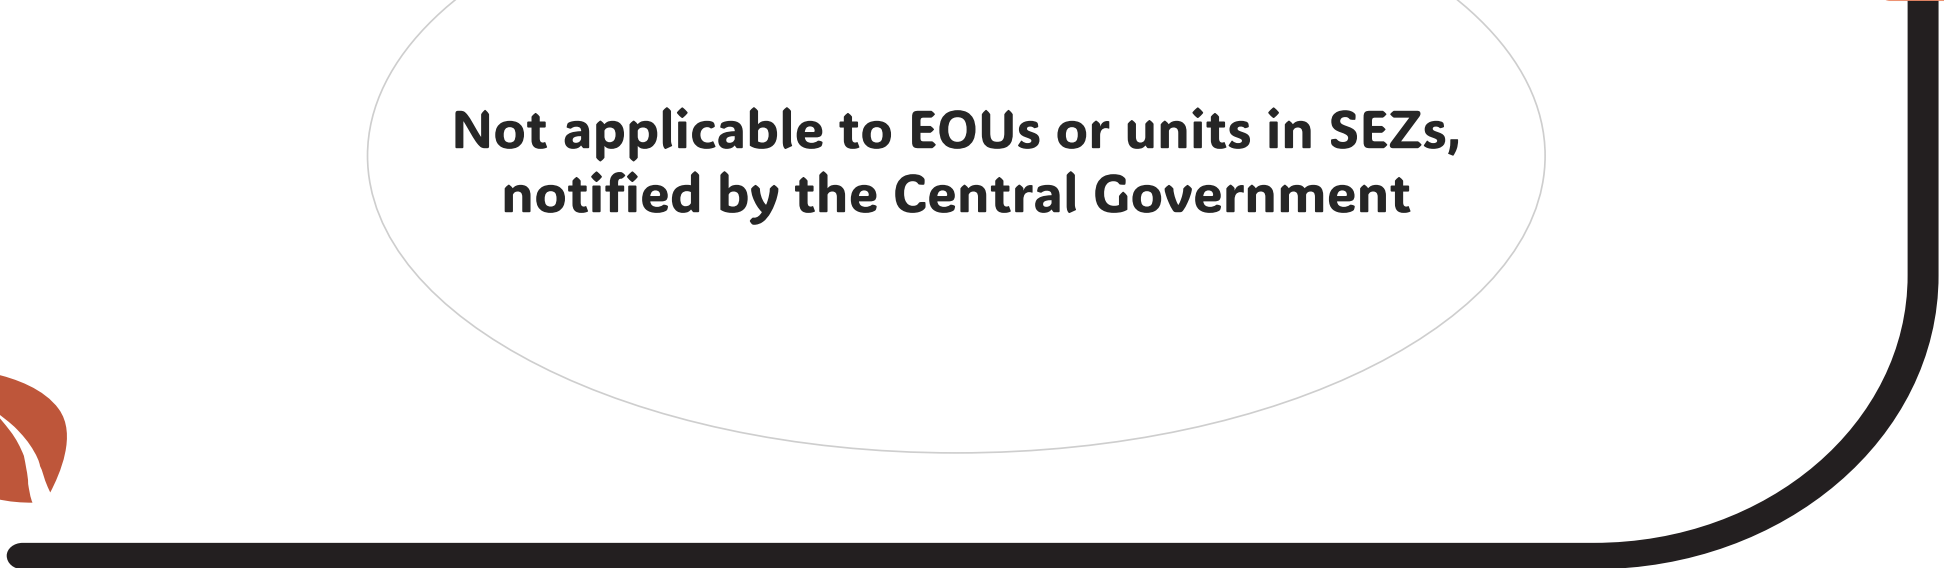 Not applicable to EOUs or units in SEZs,
notified by the Central Government